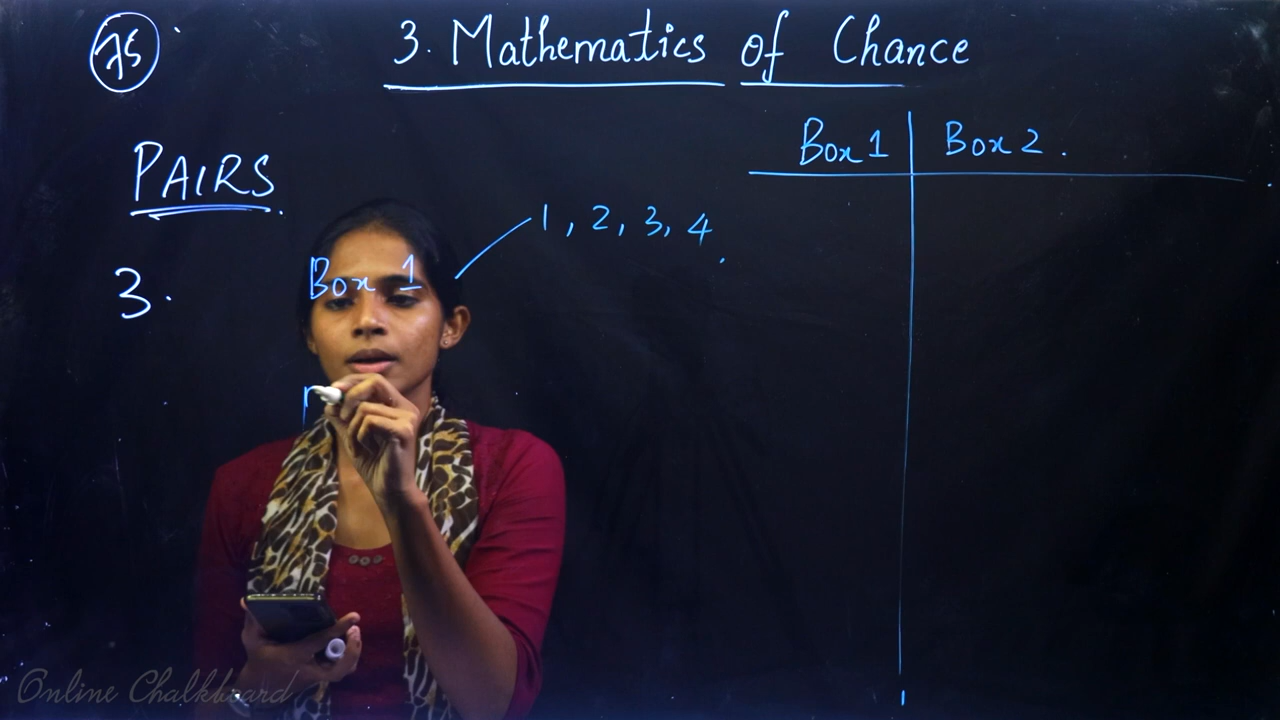 75
3. Mathematics of Chance
Box 1 Box 2.
PAIRS
1, 2, 3, 4
3. Box 1
Online Chalkboard